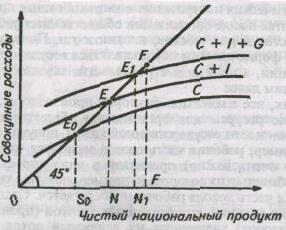 Совокупные расходы
F
C + I + G
E₁
C + I
E
C
E₀
45°
0
S₀
N
N₁
F
Чистый национальный продукт